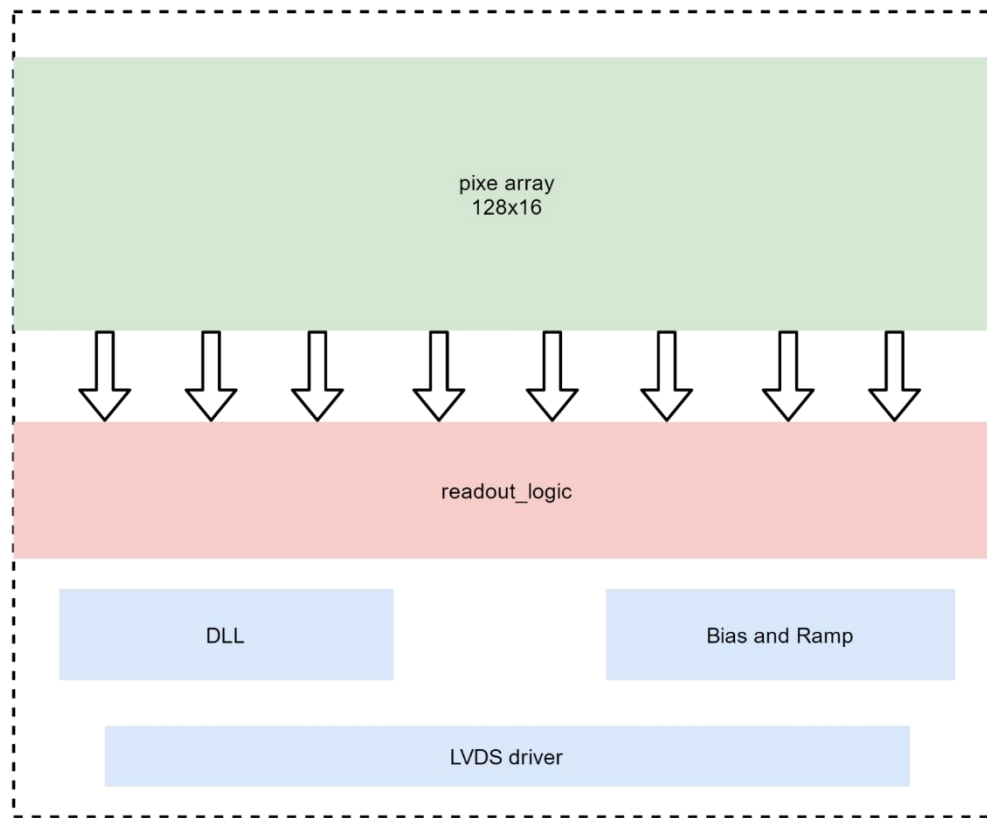 pixe array
128x16
readout_logic
DLL
Bias and Ramp
LVDS driver